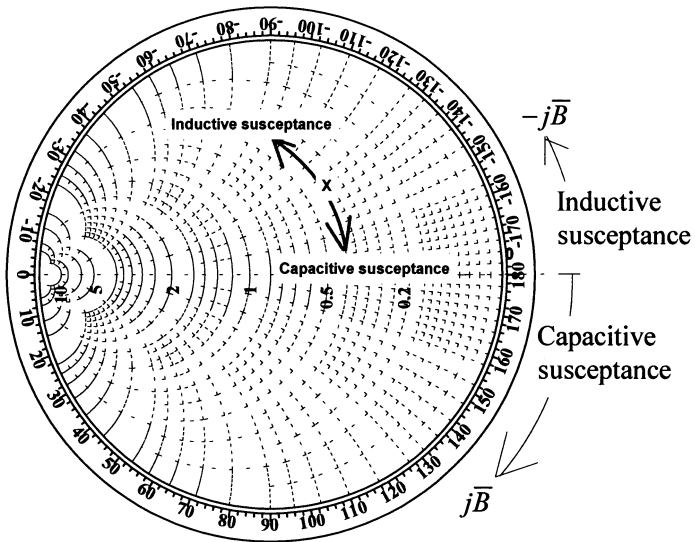 -90 -100 -110 -120 -130 -140 -150 -160 -170
-80 -70 -60 -50 -40 -30 -20 -10
Inductive susceptance
X
Capacitive susceptance
0
10 5 2 1 0.5 0.2
180
10 20 30 40 50 60 70 80 90 100 110 120 130 140 150 160 170
-jB̅
Inductive
susceptance
Capacitive
susceptance
jB̅